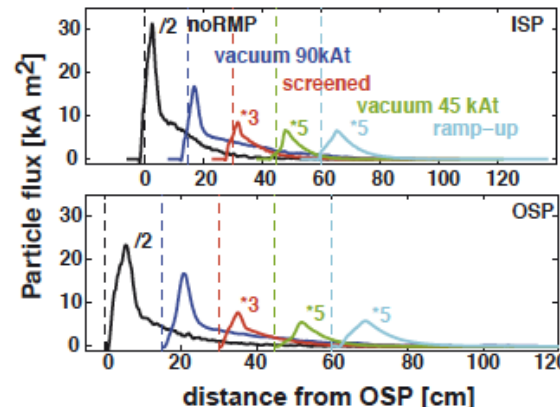 /2 noRMP ISP
vacuum 90kAt
screened
*3
vacuum 45 kAt
*5
*5
ramp-up
30
20
10
0
0 20 40 60 80 100 120
Particle flux [kA m²]
OSP
/2
*3
*5
*5
30
20
10
0
0 20 40 60 80 100 120
distance from OSP [cm]